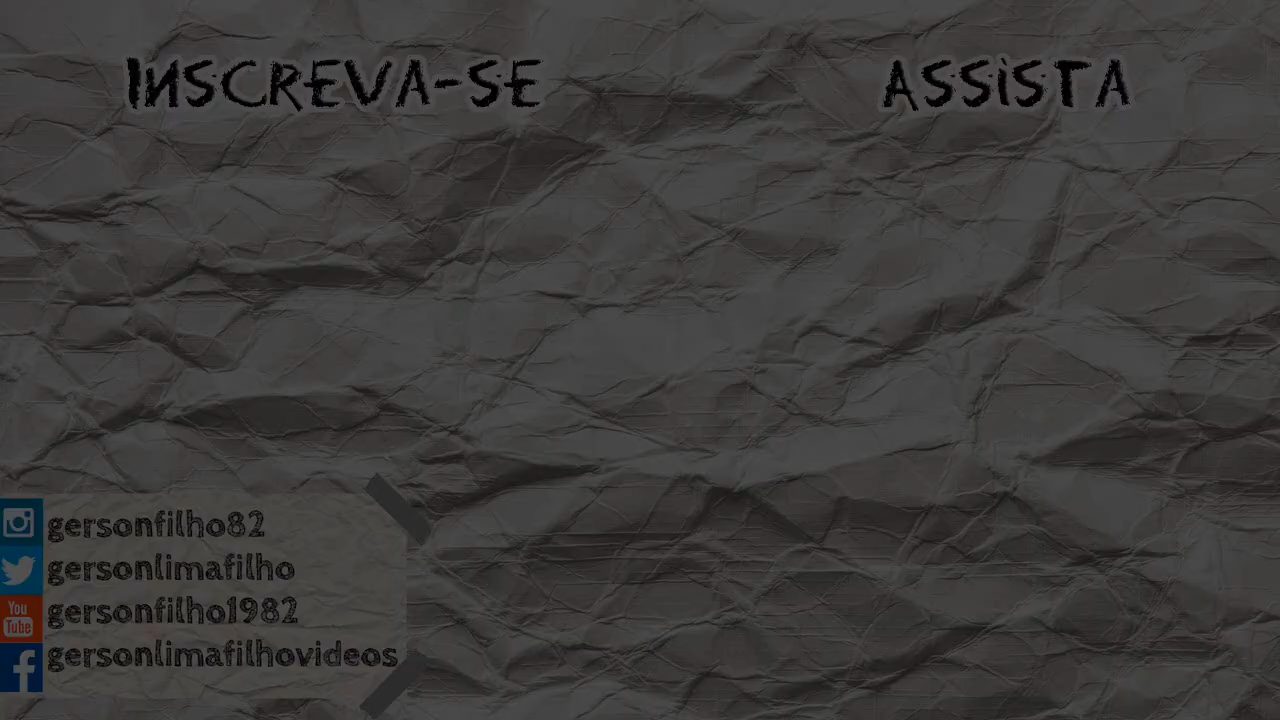 INSCREVA-SE
ASSISTA
gersonfilho82
gersonlimafilho
You
Tube
gersonfilho1982
gersonlimafilhovideos